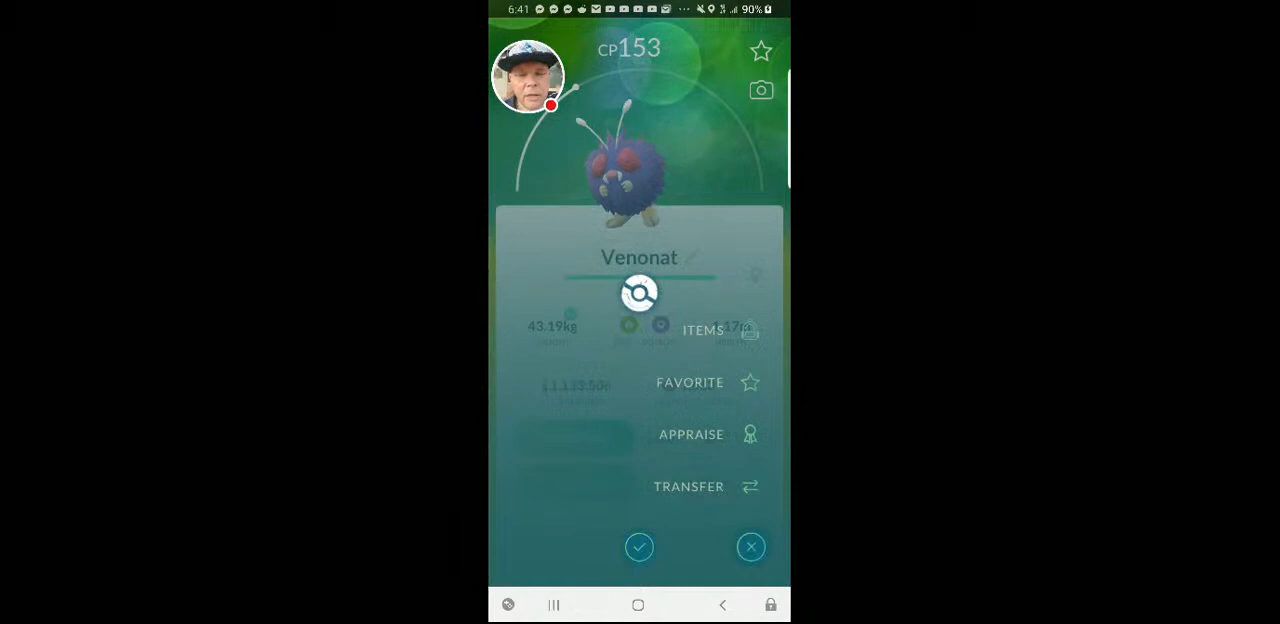 6:41 90%
CP153
Venonat
43.19kg
ITEMS
FAVORITE
APPRAISE
TRANSFER